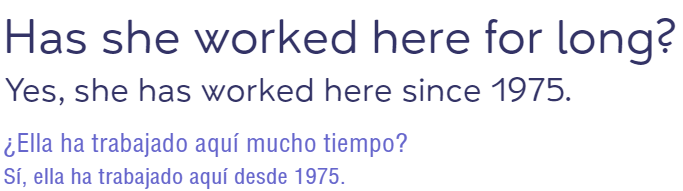 Has she worked here for long?
Yes, she has worked here since 1975.
¿Ella ha trabajado aquí mucho tiempo?
Sí, ella ha trabajado aquí desde 1975.